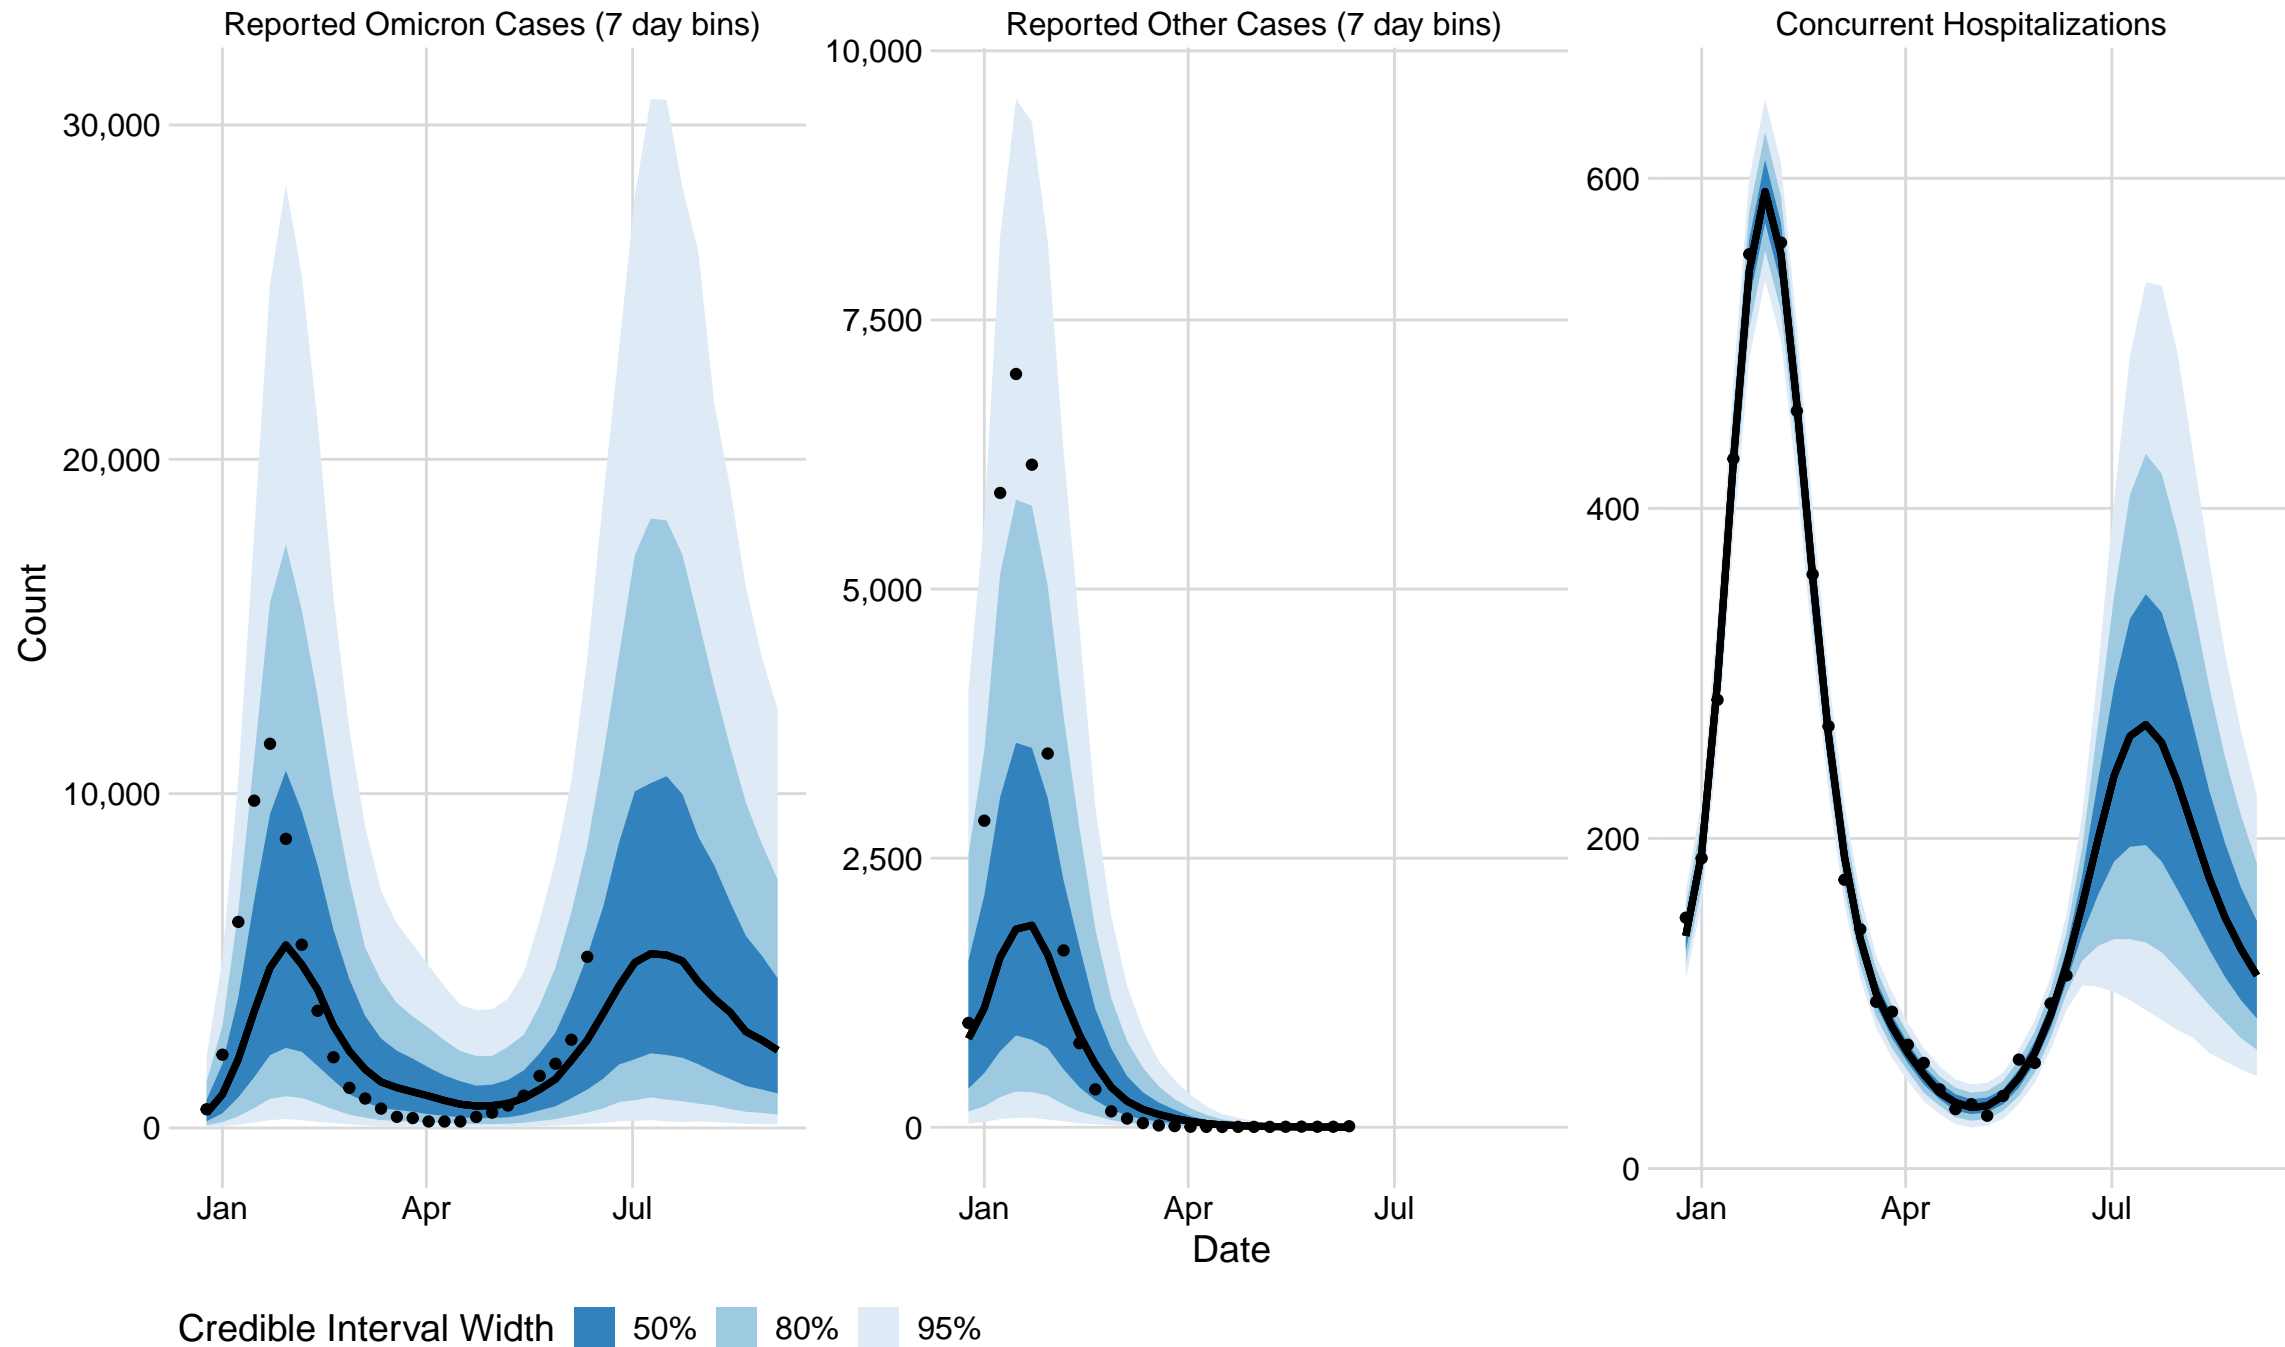 Reported Omicron Cases (7 day bins)
Reported Other Cases (7 day bins)
Concurrent Hospitalizations
Count
30,000
20,000
10,000
0
Jan
Apr
Jul
10,000
7,500
5,000
2,500
0
Jan
Apr
Jul
600
400
200
0
Jan
Apr
Jul
Date
Credible Interval Width 50% 80% 95%